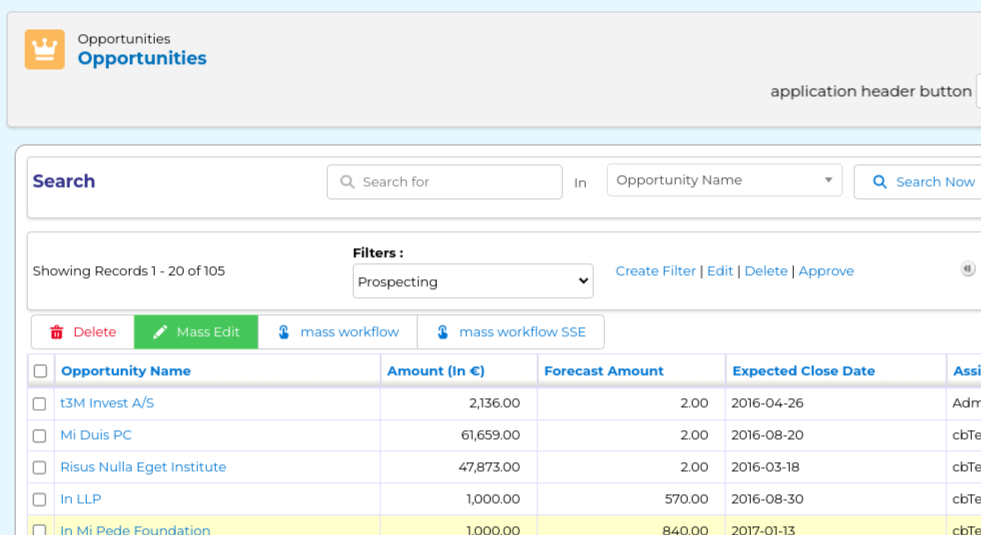 Opportunities
Opportunities
application header button
Search
Search for
In
Opportunity Name
Search Now
Filters :
Showing Records 1 - 20 of 105
Prospecting
Create Filter | Edit | Delete | Approve
Delete
Mass Edit
mass workflow
mass workflow SSE
Opportunity Name Amount (In €) Forecast Amount Expected Close Date Assi
t3M Invest A/S 2,136.00 2.00 2016-04-26 Adm
Mi Duis PC 61,659.00 2.00 2016-08-20 cbTe
Risus Nulla Eget Institute 47,873.00 2.00 2016-03-18 cbTe
In LLP 1,000.00 570.00 2016-08-30 cbTe
In Mi Pede Foundation 1,000.00 840.00 2017-01-13 cbTe